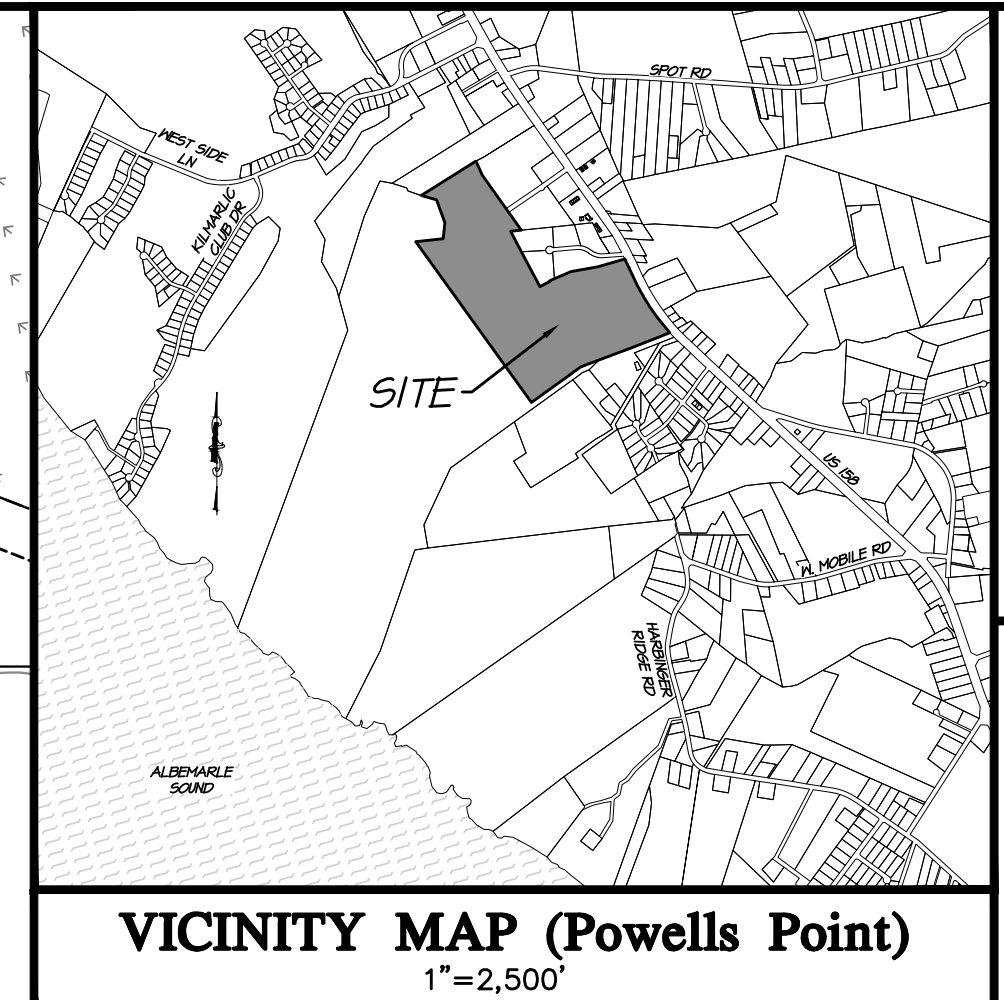 SPOT RD
WEST SIDE
LN
KILMARLIC
CLUB DR
SITE
US 158
W. MOBILE RD
HARBINGER
RIDGE RD
ALBEMARLE
SOUND
VICINITY MAP (Powells Point)
1"=2,500'